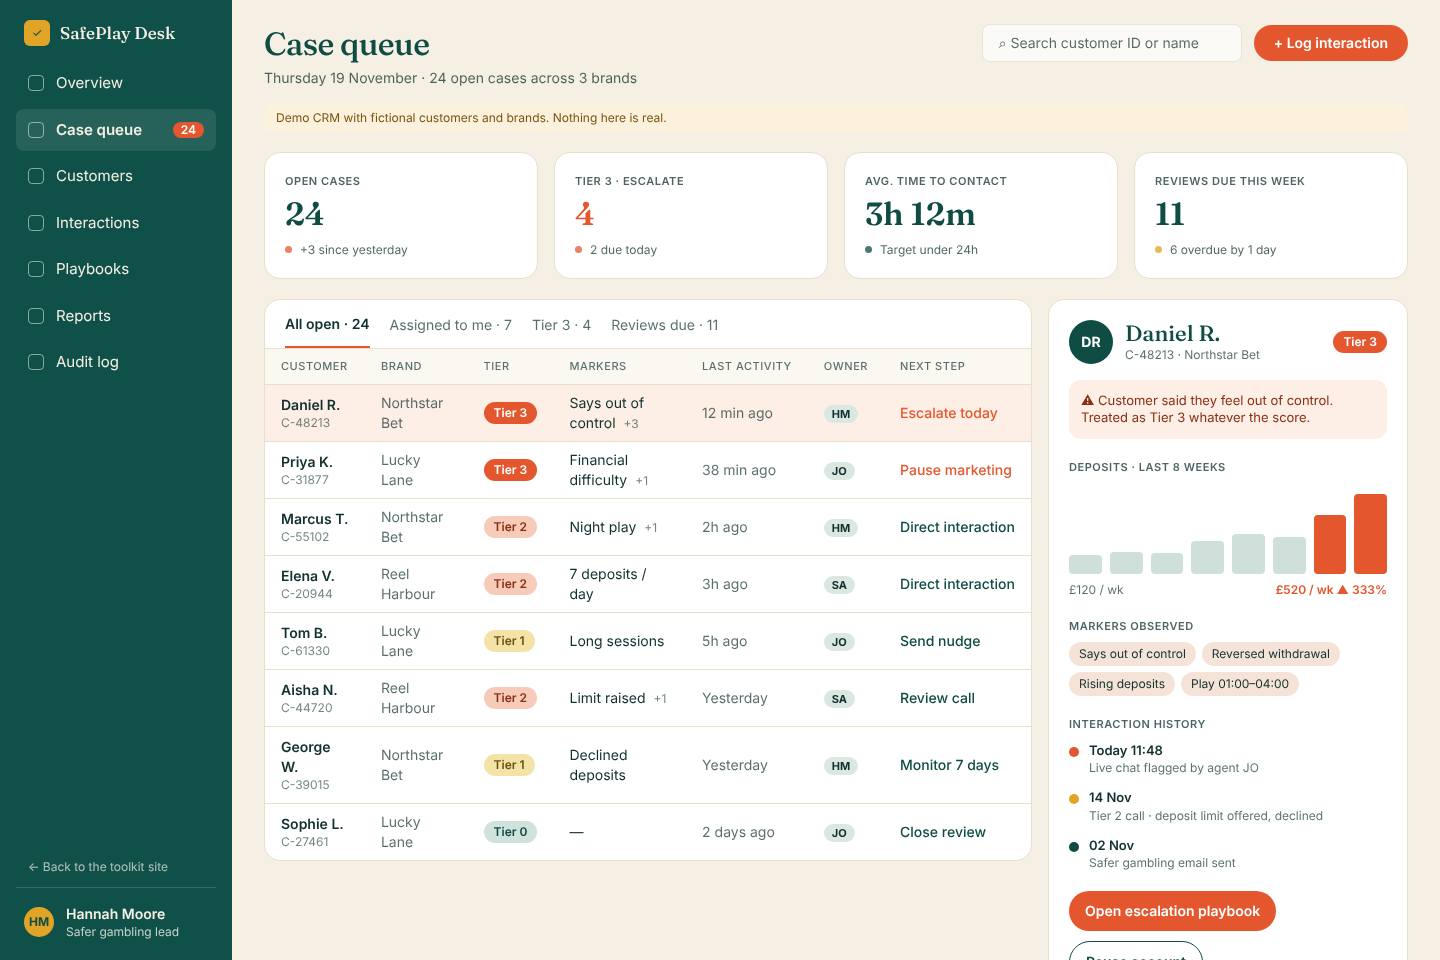 SafePlay Desk
Overview
Case queue 24
Customers
Interactions
Playbooks
Reports
Audit log
← Back to the toolkit site
HM
Hannah Moore
Safer gambling lead
Case queue
Thursday 19 November · 24 open cases across 3 brands
Search customer ID or name
+ Log interaction
Demo CRM with fictional customers and brands. Nothing here is real.
OPEN CASES
24
+3 since yesterday
TIER 3 · ESCALATE
4
2 due today
AVG. TIME TO CONTACT
3h 12m
Target under 24h
REVIEWS DUE THIS WEEK
11
6 overdue by 1 day
All open · 24 Assigned to me · 7 Tier 3 · 4 Reviews due · 11
CUSTOMER BRAND TIER MARKERS LAST ACTIVITY OWNER NEXT STEP
Daniel R.
C-48213
Northstar
Bet
Tier 3
Says out of
control +3
12 min ago
HM
Escalate today
Priya K.
C-31877
Lucky
Lane
Tier 3
Financial
difficulty +1
38 min ago
JO
Pause marketing
Marcus T.
C-55102
Northstar
Bet
Tier 2
Night play +1
2h ago
HM
Direct interaction
Elena V.
C-20944
Reel
Harbour
Tier 2
7 deposits /
day
3h ago
SA
Direct interaction
Tom B.
C-61330
Lucky
Lane
Tier 1
Long sessions
5h ago
JO
Send nudge
Aisha N.
C-44720
Reel
Harbour
Tier 2
Limit raised +1
Yesterday
SA
Review call
George
W.
C-39015
Northstar
Bet
Tier 1
Declined
deposits
Yesterday
HM
Monitor 7 days
Sophie L.
C-27461
Lucky
Lane
Tier 0
—
2 days ago
JO
Close review
DR
Daniel R.
C-48213 · Northstar Bet
Tier 3
⚠ Customer said they feel out of control.
Treated as Tier 3 whatever the score.
DEPOSITS · LAST 8 WEEKS
£120 / wk £520 / wk ▲ 333%
MARKERS OBSERVED
Says out of control Reversed withdrawal
Rising deposits Play 01:00–04:00
INTERACTION HISTORY
Today 11:48
Live chat flagged by agent JO
14 Nov
Tier 2 call · deposit limit offered, declined
02 Nov
Safer gambling email sent
Open escalation playbook